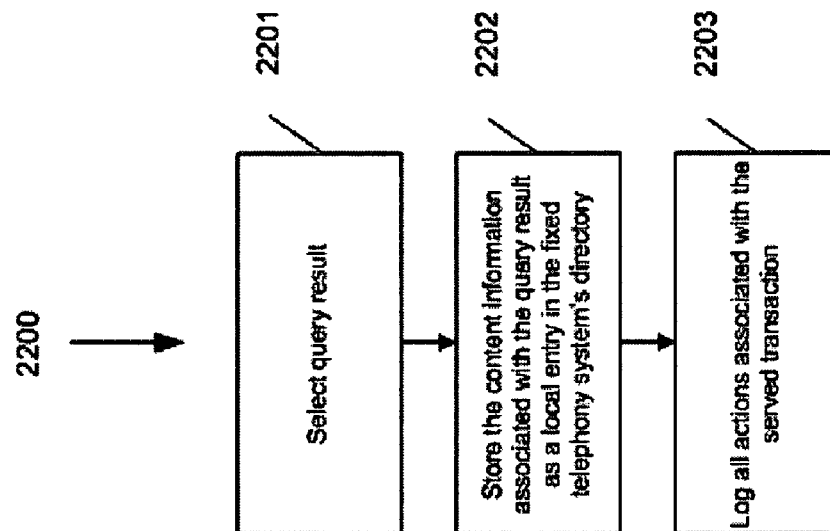 2200
2201
Select query result
2202
Store the content information
associated with the query result
as a local entry in the fixed
telephony system's directory
2203
Log all actions associated with the
served transaction